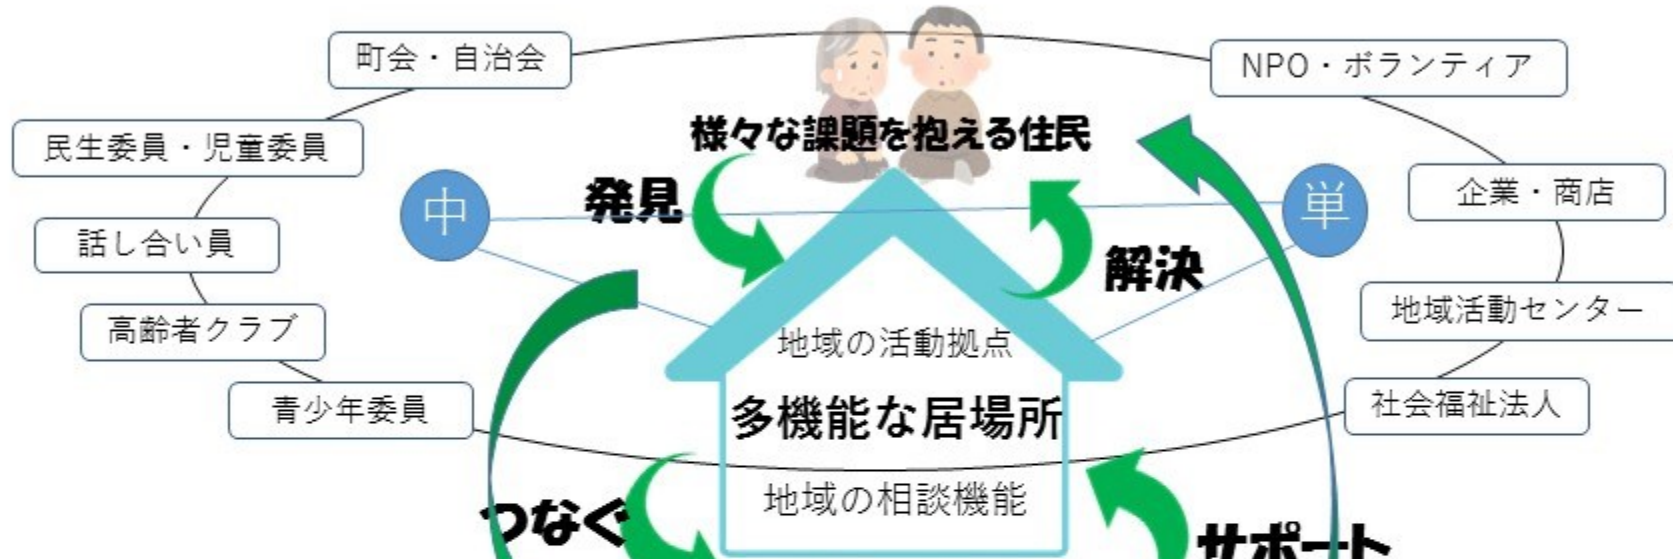 町会・自治会
NPO・ボランティア
様々な課題を抱える住民
民生委員・児童委員
発見
中
単
企業・商店
話し合い員
解決
高齢者クラブ
地域の活動拠点
地域活動センター
青少年委員
多機能な居場所
社会福祉法人
地域の相談機能
つなぐ
サポート